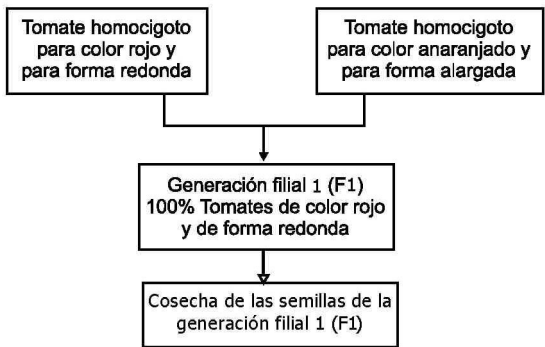 Tomate homocigoto
para color rojo y
para forma redonda
Tomate homocigoto
para color anaranjado y
para forma alargada
Generación filial 1 (F1)
100% Tomates de color rojo
y de forma redonda
Cosecha de las semillas de la
generación filial 1 (F1)